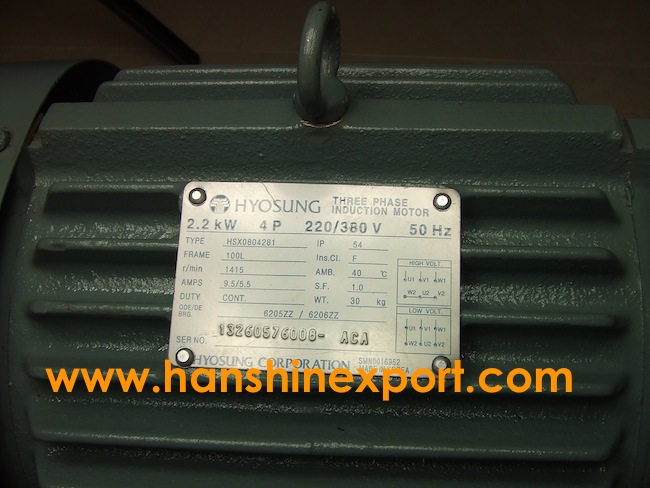 HYOSUNG THREE PHASE INDUCTION MOTOR
2.2 kW 4 P 220/380 V 50 Hz
TYPE HSX0804281 IP 54
FRAME 100L Ins.Cl. F
r/min 1415 AMB. 40 °C
AMPS 9.5/5.5 S.F. 1.0
DUTY CONT. WT. 30 kg
ODE/DE BRG. 6205ZZ / 6206ZZ
SER NO. 13260576008- ACA
HIGH VOLT.
U1 V1 W1
W2 U2 V2
LOW VOLT.
W2 U2 V2
U1 V1 W1
HYOSUNG CORPORATION SMN0016952
www.hanshinexport.com